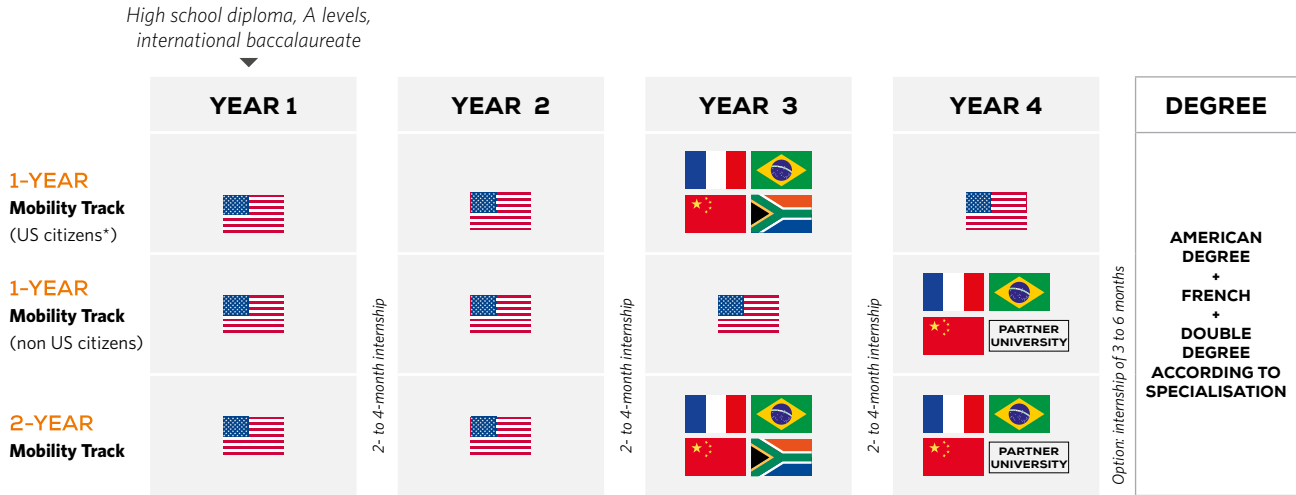 High school diploma, A levels,
international baccalaureate
YEAR 1
YEAR 2
YEAR 3
YEAR 4
DEGREE
1-YEAR
Mobility Track
(US citizens*)
1-YEAR
Mobility Track
(non US citizens)
2-YEAR
Mobility Track
2- to 4-month internship
2- to 4-month internship
2- to 4-month internship
PARTNER
UNIVERSITY
PARTNER
UNIVERSITY
Option: internship of 3 to 6 months
AMERICAN
DEGREE
+
FRENCH
+
DOUBLE
DEGREE
ACCORDING TO
SPECIALISATION